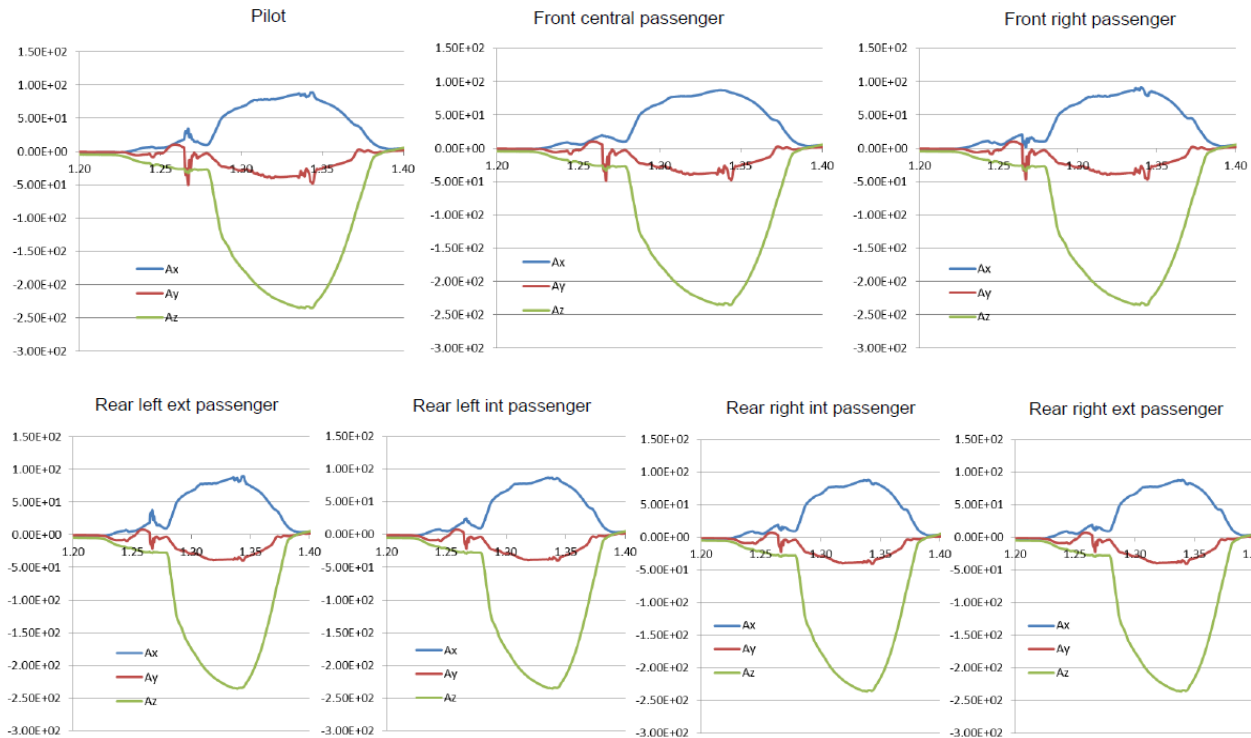 Pilot
Front central passenger
Front right passenger
1.50E+02
1.00E+02
5.00E+01
0.00E+00
-5.00E+01
-1.00E+02
-1.50E+02
-2.00E+02
-2.50E+02
-3.00E+02
1.20
1.25
1.30
1.35
1.40
Ax
Ay
Az
1.50E+02
1.00E+02
5.00E+01
0.00E+00
-5.00E+01
-1.00E+02
-1.50E+02
-2.00E+02
-2.50E+02
-3.00E+02
1.20
1.25
1.30
1.35
1.40
Ax
Ay
Az
1.50E+02
1.00E+02
5.00E+01
0.00E+00
-5.00E+01
-1.00E+02
-1.50E+02
-2.00E+02
-2.50E+02
-3.00E+02
1.20
1.25
1.30
1.35
1.40
Ax
Ay
Az
Rear left ext passenger
Rear left int passenger
Rear right int passenger
Rear right ext passenger
1.50E+02
1.00E+02
5.00E+01
0.00E+00
-5.00E+01
-1.00E+02
-1.50E+02
-2.00E+02
-2.50E+02
-3.00E+02
1.20
1.25
1.30
1.35
1.40
Ax
Ay
Az
1.50E+02
1.00E+02
5.00E+01
0.00E+00
-5.00E+01
-1.00E+02
-1.50E+02
-2.00E+02
-2.50E+02
-3.00E+02
1.20
1.25
1.30
1.35
1.40
Ax
Ay
Az
1.50E+02
1.00E+02
5.00E+01
0.00E+00
-5.00E+01
-1.00E+02
-1.50E+02
-2.00E+02
-2.50E+02
-3.00E+02
1.20
1.25
1.30
1.35
1.40
Ax
Ay
Az
1.50E+02
1.00E+02
5.00E+01
0.00E+00
-5.00E+01
-1.00E+02
-1.50E+02
-2.00E+02
-2.50E+02
-3.00E+02
1.20
1.25
1.30
1.35
Ax
Ay
Az